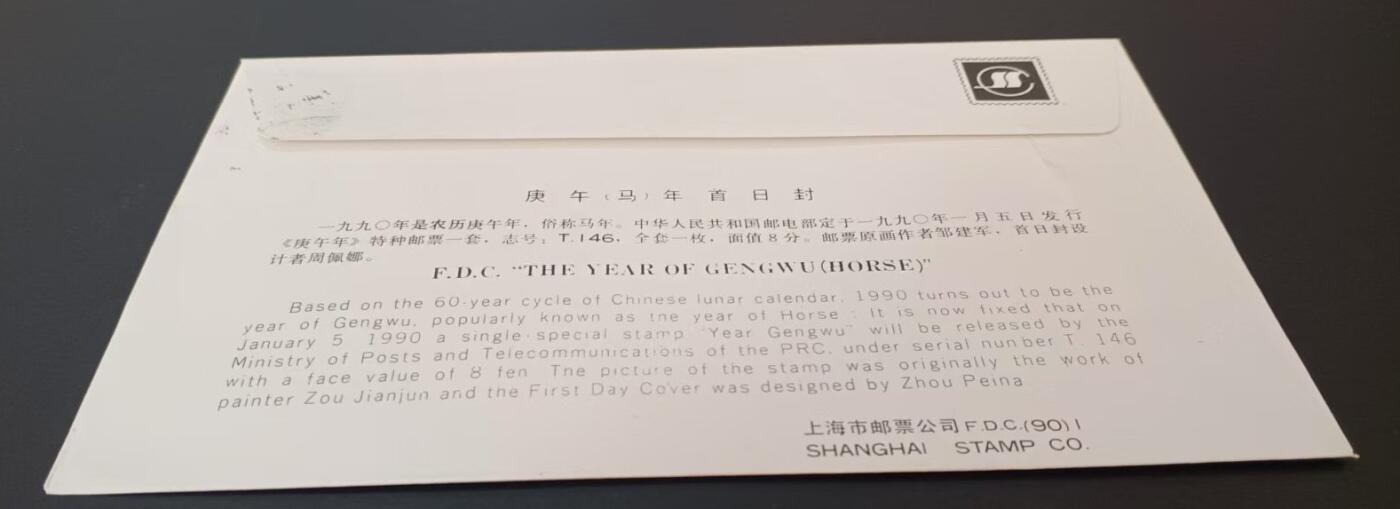 庚午(马)年首日封
一九九〇年是农历庚午年，俗称马年。中华人民共和国邮电部定于一九九〇年一月五日发行
《庚午年》特种邮票一套，志号：T.146，全套一枚，面值8分。邮票原画作者邹建军，首日封设
计者周佩娜。
F.D.C. "THE YEAR OF GENGWU(HORSE)"
Based on the 60-year cycle of Chinese lunar calendar, 1990 turns out to be the
year of Gengwu, popularly known as tne year of Horse : It is now fixed that on
January 5 1990 a single special stamp "Year Gengwu" will be released by the
Ministry of Posts and Telecommunications of the PRC, under serial nunber T. 146
with a face value of 8 fen The picture of the stamp was originally the work of
painter Zou Jianjun and the First Day Cover was designed by Zhou Peina
上海市邮票公司 F.D.C.(90)1
SHANGHAI STAMP CO.